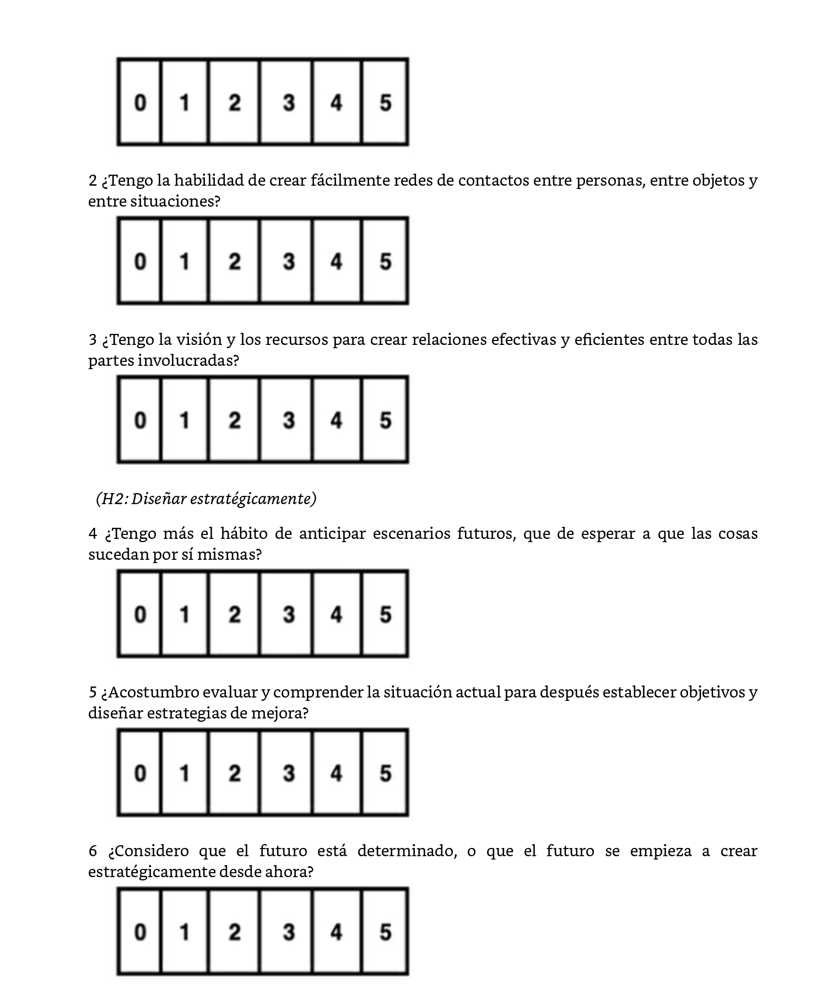 0 1 2 3 4 5
2 ¿Tengo la habilidad de crear fácilmente redes de contactos entre personas, entre objetos y
entre situaciones?
0 1 2 3 4 5
3 ¿Tengo la visión y los recursos para crear relaciones efectivas y eficientes entre todas las
partes involucradas?
0 1 2 3 4 5
(H2: Diseñar estratégicamente)
4 ¿Tengo más el hábito de anticipar escenarios futuros, que de esperar a que las cosas
sucedan por sí mismas?
0 1 2 3 4 5
5 ¿Acostumbro evaluar y comprender la situación actual para después establecer objetivos y
diseñar estrategias de mejora?
0 1 2 3 4 5
6 ¿Considero que el futuro está determinado, o que el futuro se empieza a crear
estratégicamente desde ahora?
0 1 2 3 4 5